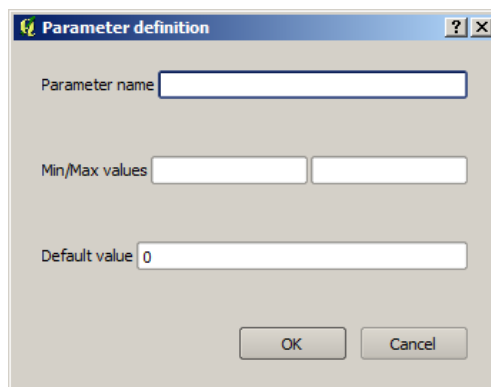 Parameter definition
Parameter name
Min/Max values
Default value 0
OK Cancel